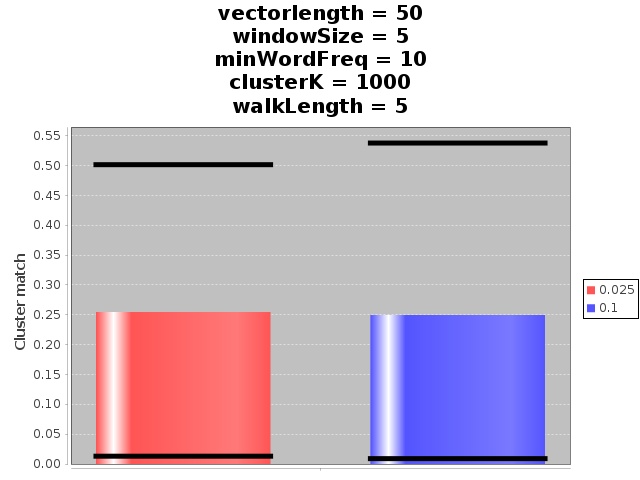 vectorlength = 50
windowSize = 5
minWordFreq = 10
clusterK = 1000
walkLength = 5
0.55
0.50
0.45
0.40
0.35
0.30
0.25
0.20
0.15
0.10
0.05
0.00
Cluster match
0.025
0.1